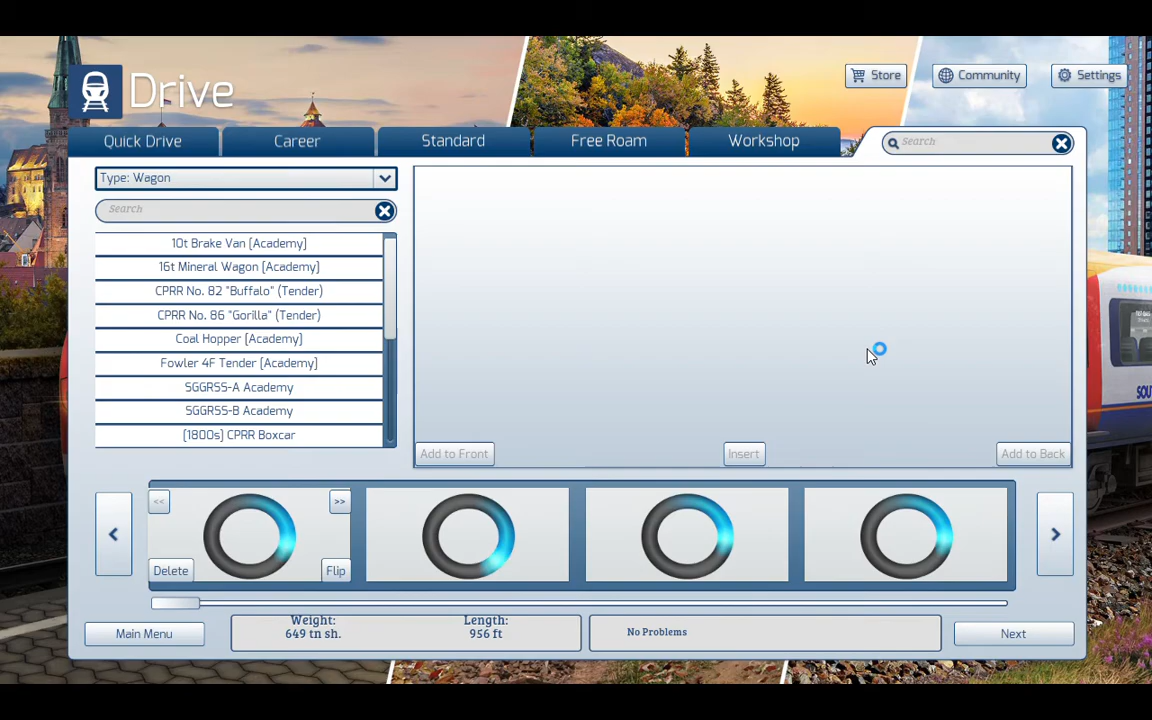 Drive
Store
Community
Settings
Quick Drive
Career
Standard
Free Roam
Workshop
Search
Type: Wagon
Search
10t Brake Van [Academy]
16t Mineral Wagon [Academy]
CPRR No. 82 "Buffalo" (Tender)
CPRR No. 86 "Gorilla" (Tender)
Coal Hopper [Academy]
Fowler 4F Tender [Academy]
SGGRSS-A Academy
SGGRSS-B Academy
[1800s] CPRR Boxcar
Add to Front
Insert
Add to Back
<<
>>
Delete
Flip
Weight:
649 tn sh.
Length:
956 ft
No Problems
Main Menu
Next